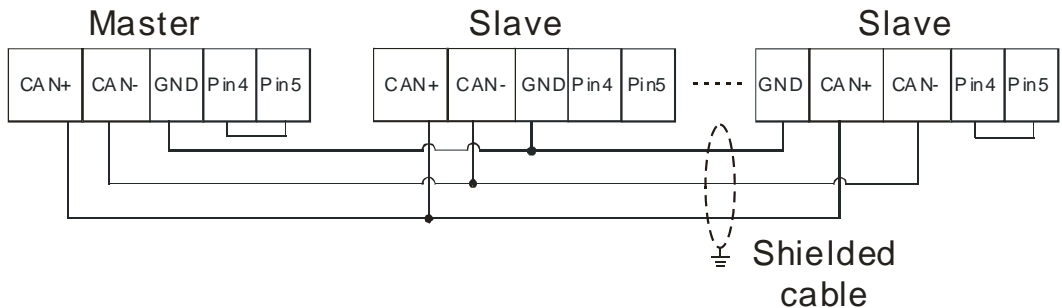 Master Slave Slave
CAN+ CAN- GND Pin4 Pin5 CAN+ CAN- GND Pin4 Pin5 GND CAN+ CAN- Pin4 Pin5
Shielded
cable